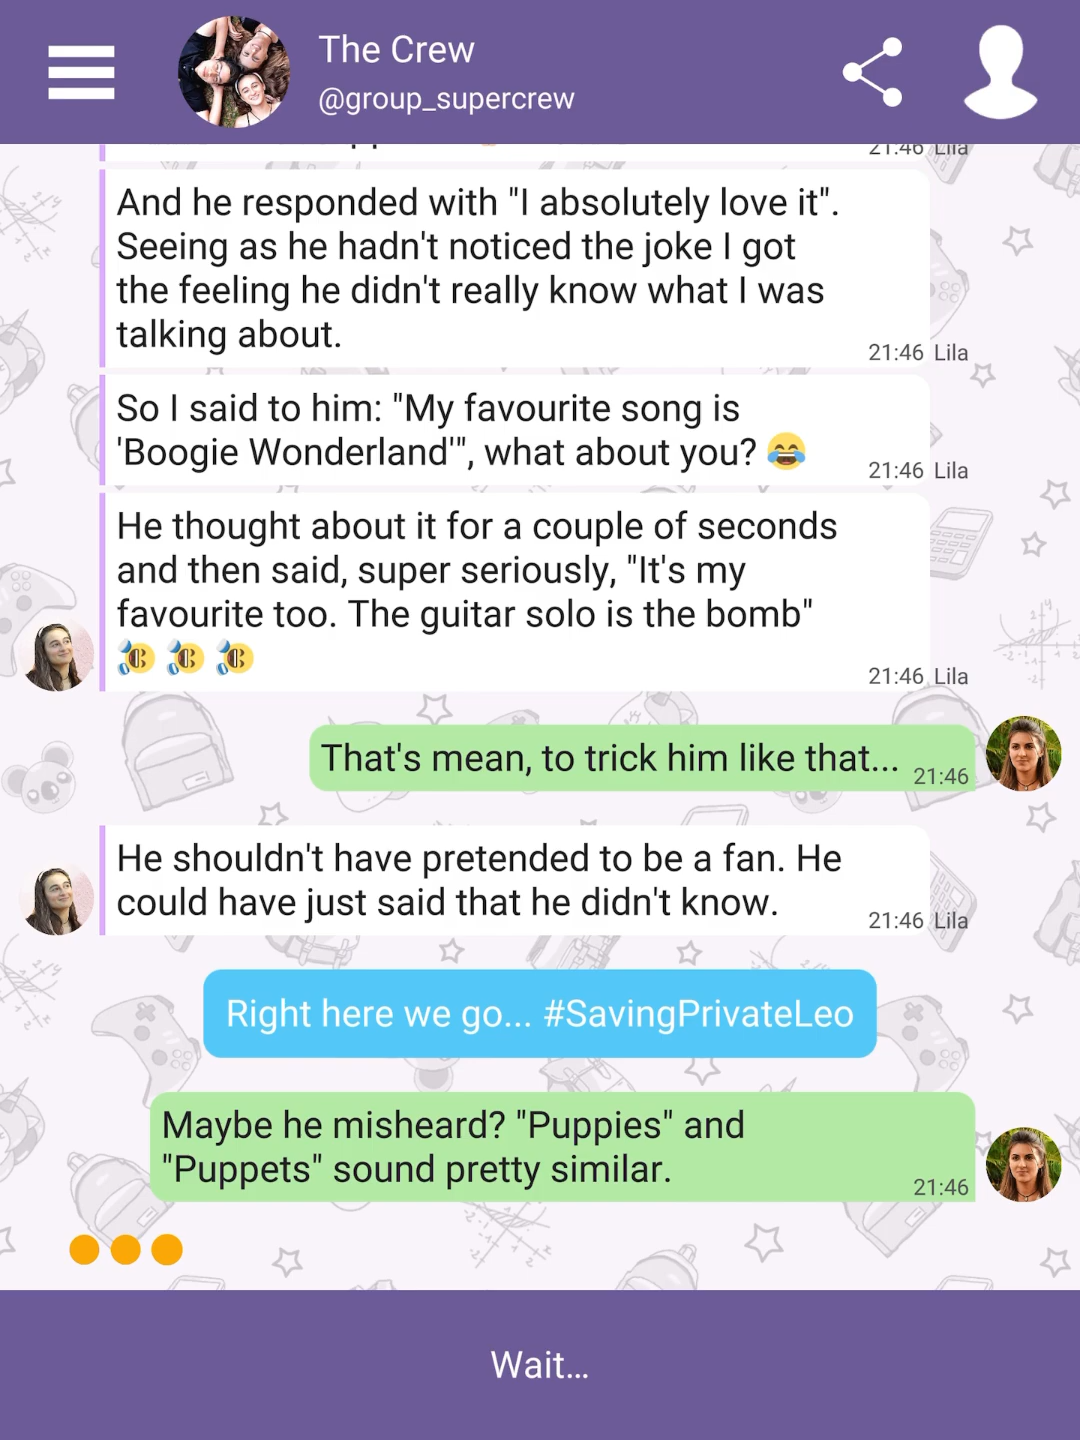 The Crew
@group_supercrew
21:46 Lila
And he responded with "I absolutely love it".
Seeing as he hadn't noticed the joke I got
the feeling he didn't really know what I was
talking about.
21:46 Lila
So I said to him: "My favourite song is
'Boogie Wonderland'", what about you? 😂
21:46 Lila
He thought about it for a couple of seconds
and then said, super seriously, "It's my
favourite too. The guitar solo is the bomb"
🤣 🤣 🤣
21:46 Lila
That's mean, to trick him like that...
21:46
He shouldn't have pretended to be a fan. He
could have just said that he didn't know.
21:46 Lila
Right here we go... #SavingPrivateLeo
Maybe he misheard? "Puppies" and
"Puppets" sound pretty similar.
21:46
Wait...